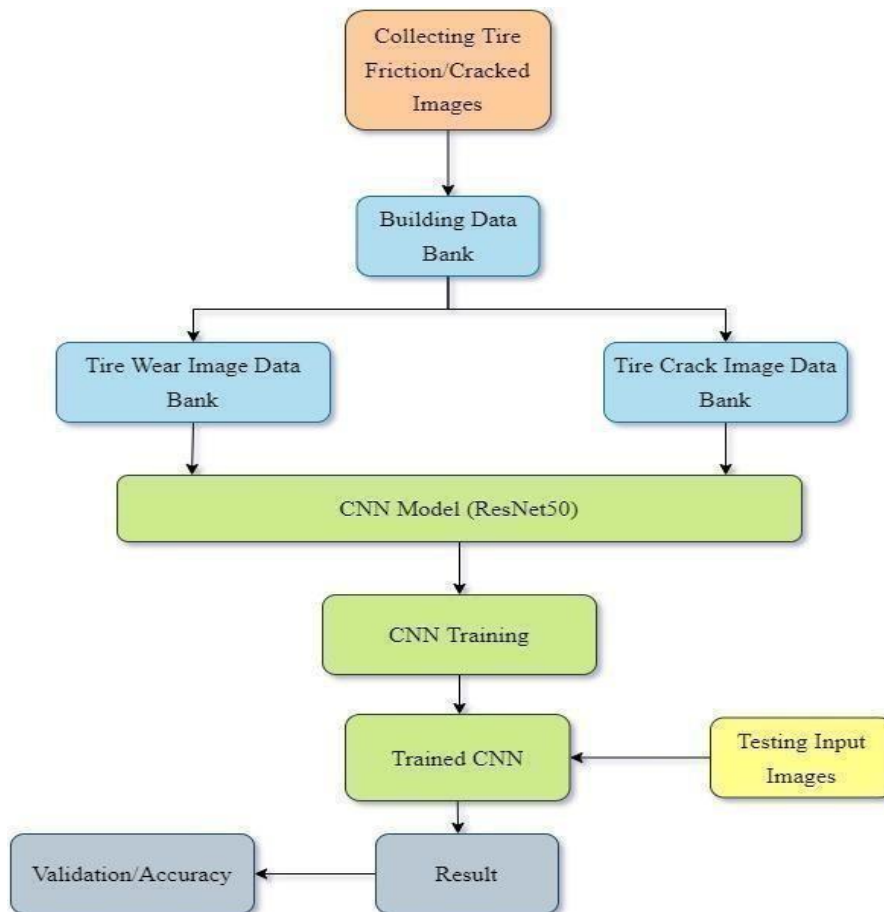 Collecting Tire
Friction/Cracked
Images
Building Data
Bank
Tire Wear Image Data
Bank
Tire Crack Image Data
Bank
CNN Model (ResNet50)
CNN Training
Trained CNN
Testing Input
Images
Validation/Accuracy
Result